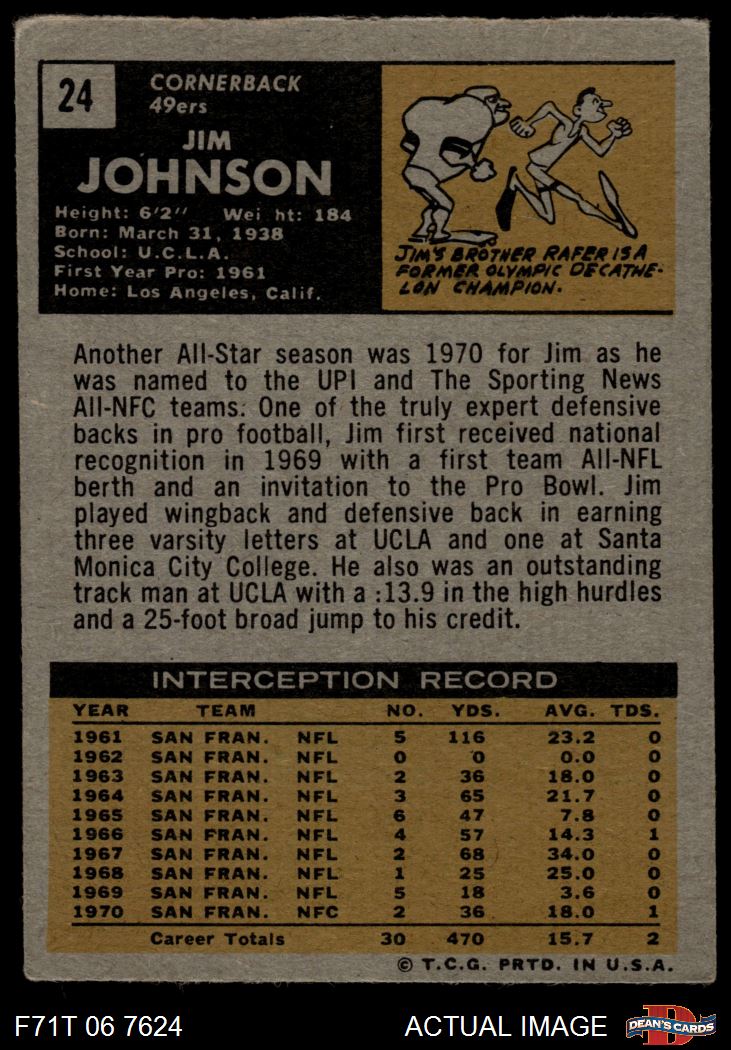 24
CORNERBACK
49ers
JIM
JOHNSON
Height: 6'2" Wei ht: 184
Born: March 31, 1938
School: U.C.L.A.
First Year Pro: 1961
Home: Los Angeles, Calif.
JIM'S BROTHER RAFER IS A
FORMER OLYMPIC DECATHE-
LON CHAMPION.
Another All-Star season was 1970 for Jim as he
was named to the UPI and The Sporting News
All-NFC teams. One of the truly expert defensive
backs in pro football, Jim first received national
recognition in 1969 with a first team All-NFL
berth and an invitation to the Pro Bowl. Jim
played wingback and defensive back in earning
three varsity letters at UCLA and one at Santa
Monica City College. He also was an outstanding
track man at UCLA with a :13.9 in the high hurdles
and a 25-foot broad jump to his credit.
INTERCEPTION RECORD
YEAR TEAM NO. YDS. AVG. TDS.
1961 SAN FRAN. NFL 5 116 23.2 0
1962 SAN FRAN. NFL 0 0 0.0 0
1963 SAN FRAN. NFL 2 36 18.0 0
1964 SAN FRAN. NFL 3 65 21.7 0
1965 SAN FRAN. NFL 6 47 7.8 0
1966 SAN FRAN. NFL 4 57 14.3 1
1967 SAN FRAN. NFL 2 68 34.0 0
1968 SAN FRAN. NFL 1 25 25.0 0
1969 SAN FRAN. NFL 5 18 3.6 0
1970 SAN FRAN. NFC 2 36 18.0 1
Career Totals 30 470 15.7 2
© T.C.G. PRTD. IN U.S.A.
F71T 06 7624 ACTUAL IMAGE D DEAN'S CARDS